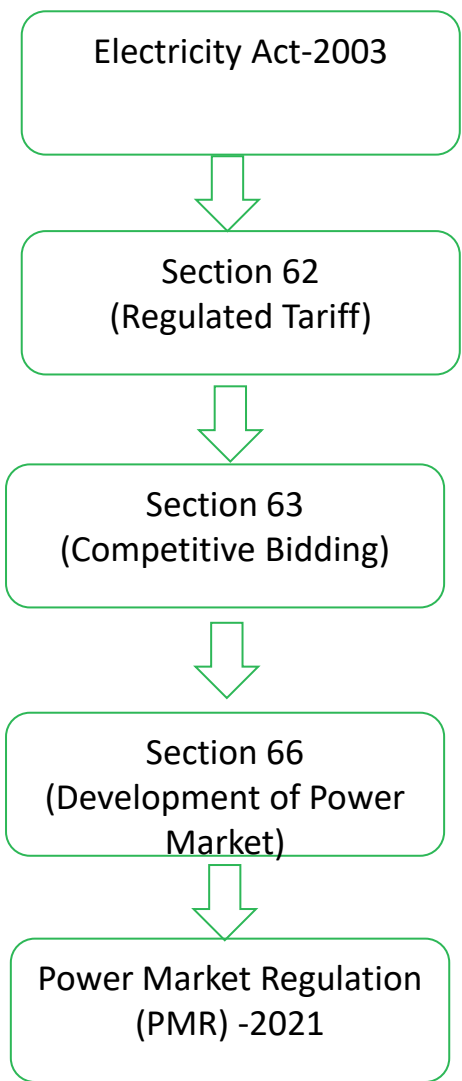 Electricity Act-2003
Section 62
(Regulated Tariff)
Section 63
(Competitive Bidding)
Section 66
(Development of Power
Market)
Power Market Regulation
(PMR) -2021